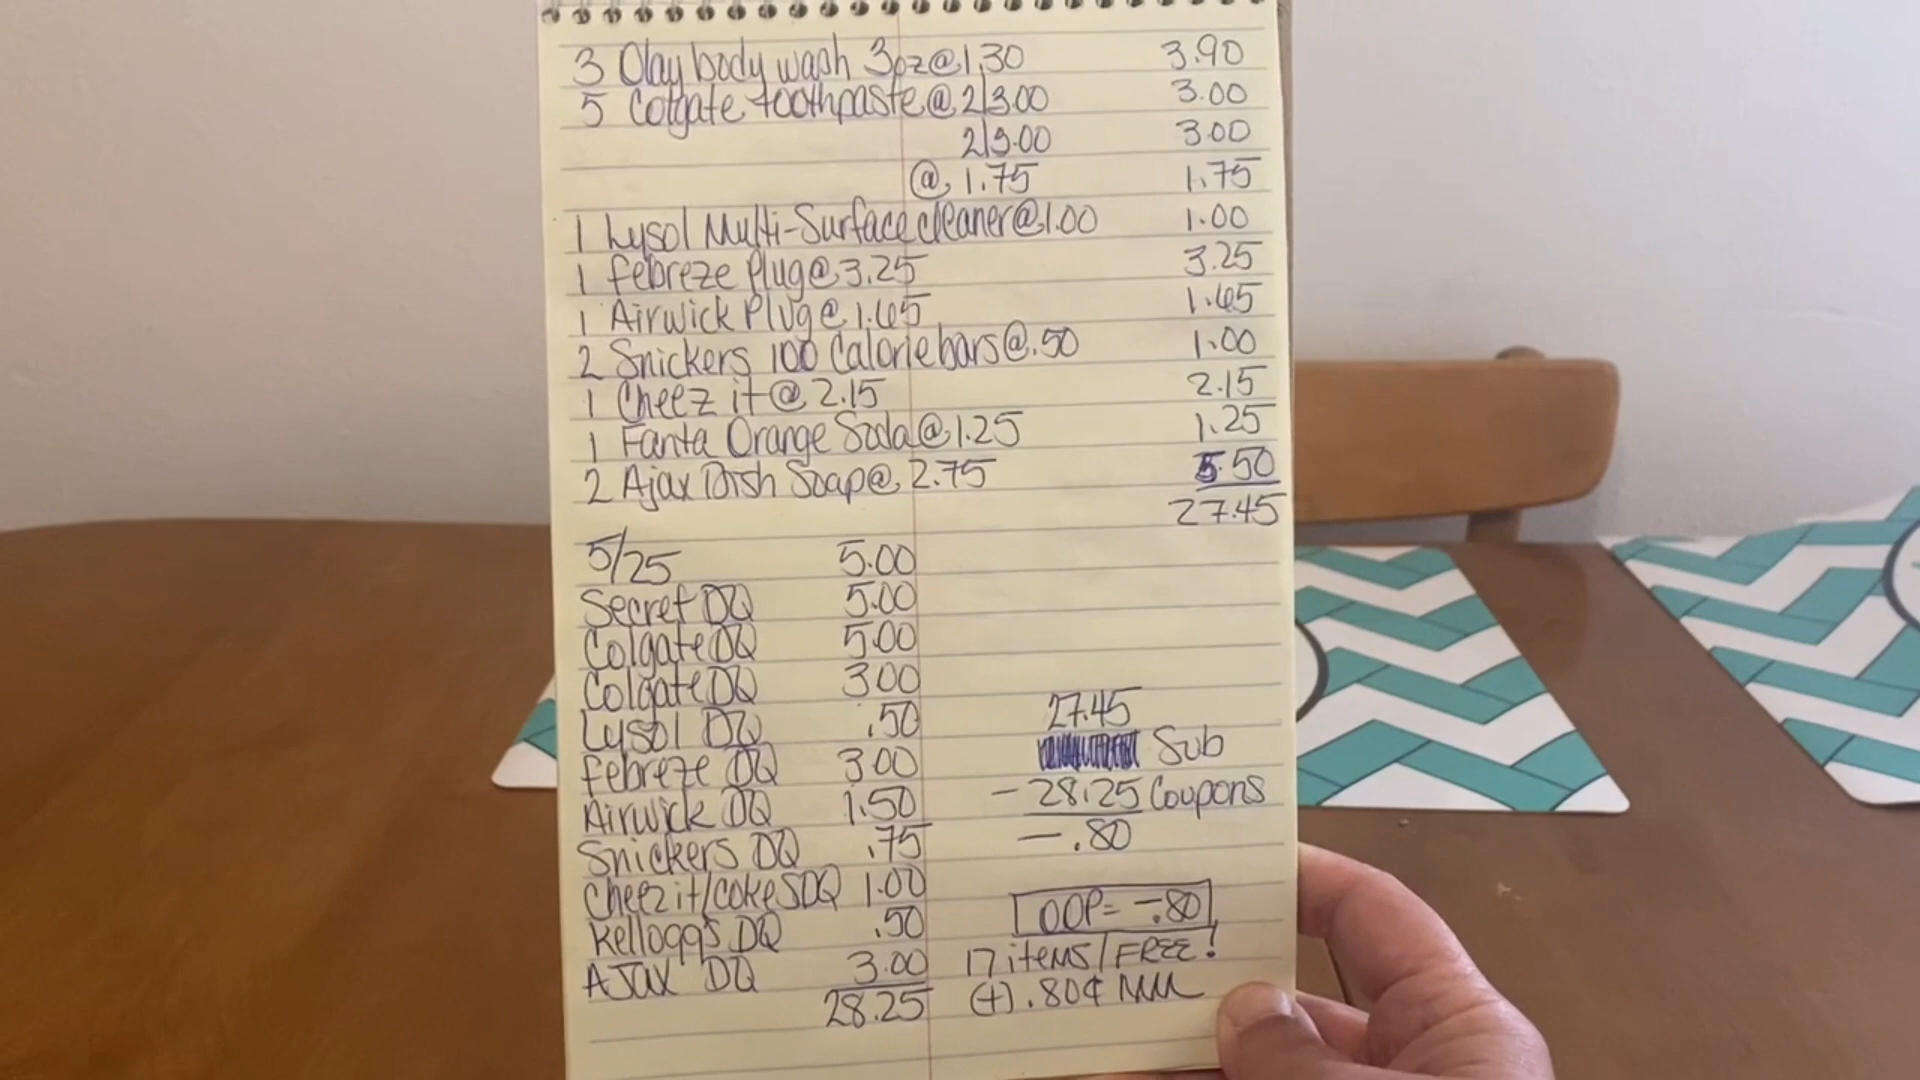 3 Olay body wash 3oz@1.30 3.90
5 Colgate toothpaste@2/3.00 3.00
2/3.00 3.00
@ 1.75 1.75
1 Lysol Multi-Surface cleaner@1.00 1.00
1 febreze Plug@3.25 3.25
1 Airwick Plug@1.65 1.65
2 Snickers 100 Calorie bars@.50 1.00
1 Cheez it@2.15 2.15
1 Fanta Orange Soda@1.25 1.25
2 Ajax Dish Soap@2.75 5.50
27.45
5/25 5.00
Secret DQ 5.00
Colgate DQ 5.00
Colgate DQ 3.00
Lysol DQ .50
febreze DQ 3.00
Airwick DQ 1.50
Snickers DQ .75
Cheez it/coke SDQ 1.00
Kellogg's DQ .50
AJAX DQ 3.00
28.25
27.45
Sub
- 28.25 Coupons
- .80
OOP= -.80
17 items/FREE!
(+) .80¢ MM